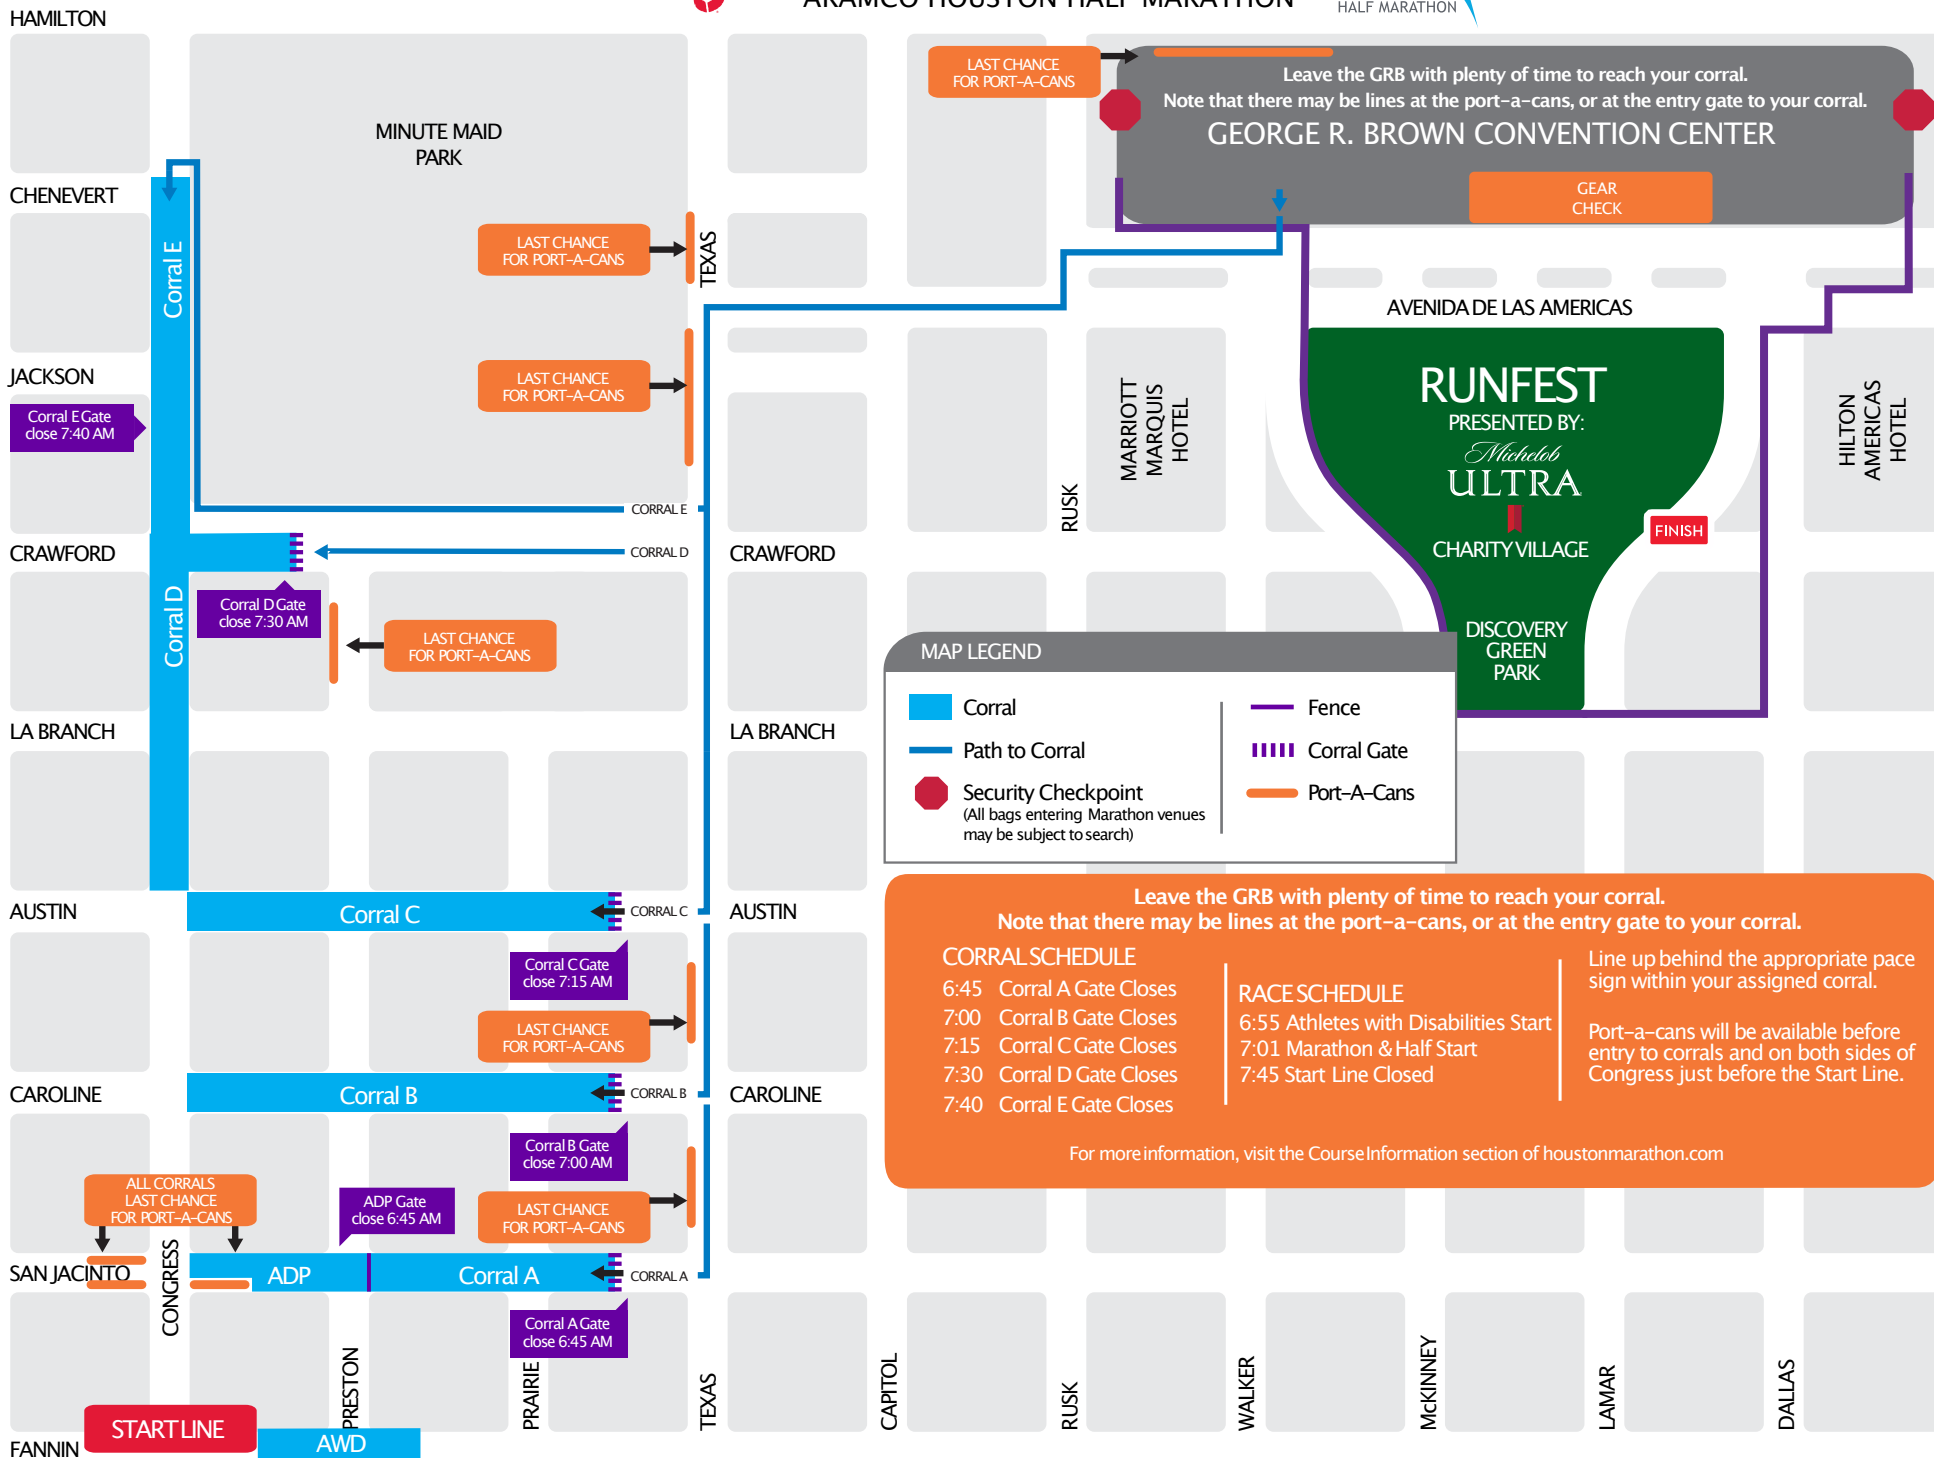 ARAMCO HOUSTON HALF MARATHON
HALF MARATHON
HAMILTON
LAST CHANCE
FOR PORT-A-CANS
Leave the GRB with plenty of time to reach your corral.
Note that there may be lines at the port-a-cans, or at the entry gate to your corral.
GEORGE R. BROWN CONVENTION CENTER
GEAR
CHECK
MINUTE MAID
PARK
CHENEVERT
Corral E
LAST CHANCE
FOR PORT-A-CANS
TEXAS
AVENIDA DE LAS AMERICAS
JACKSON
Corral E Gate
close 7:40 AM
LAST CHANCE
FOR PORT-A-CANS
MARRIOTT
MARQUIS
HOTEL
RUNFEST
PRESENTED BY:
Michelob
ULTRA
CHARITY VILLAGE
DISCOVERY
GREEN
PARK
FINISH
HILTON
AMERICAS
HOTEL
RUSK
CORRAL E
CRAWFORD
CORRAL D
CRAWFORD
Corral D
Corral D Gate
close 7:30 AM
LAST CHANCE
FOR PORT-A-CANS
MAP LEGEND
Corral
Path to Corral
Security Checkpoint
(All bags entering Marathon venues
may be subject to search)
Fence
Corral Gate
Port-A-Cans
LA BRANCH
LA BRANCH
AUSTIN
Corral C
CORRAL C
AUSTIN
Corral C Gate
close 7:15 AM
LAST CHANCE
FOR PORT-A-CANS
Leave the GRB with plenty of time to reach your corral.
Note that there may be lines at the port-a-cans, or at the entry gate to your corral.
CORRAL SCHEDULE
6:45 Corral A Gate Closes
7:00 Corral B Gate Closes
7:15 Corral C Gate Closes
7:30 Corral D Gate Closes
7:40 Corral E Gate Closes
RACE SCHEDULE
6:55 Athletes with Disabilities Start
7:01 Marathon & Half Start
7:45 Start Line Closed
Line up behind the appropriate pace
sign within your assigned corral.
Port-a-cans will be available before
entry to corrals and on both sides of
Congress just before the Start Line.
For more information, visit the Course Information section of houstonmarathon.com
CAROLINE
Corral B
CORRAL B
CAROLINE
Corral B Gate
close 7:00 AM
ALL CORRALS
LAST CHANCE
FOR PORT-A-CANS
ADP Gate
close 6:45 AM
LAST CHANCE
FOR PORT-A-CANS
SAN JACINTO
CONGRESS
ADP
Corral A
CORRAL A
Corral A Gate
close 6:45 AM
PRESTON
PRAIRIE
TEXAS
CAPITOL
RUSK
WALKER
McKINNEY
LAMAR
DALLAS
START LINE
FANNIN
AWD